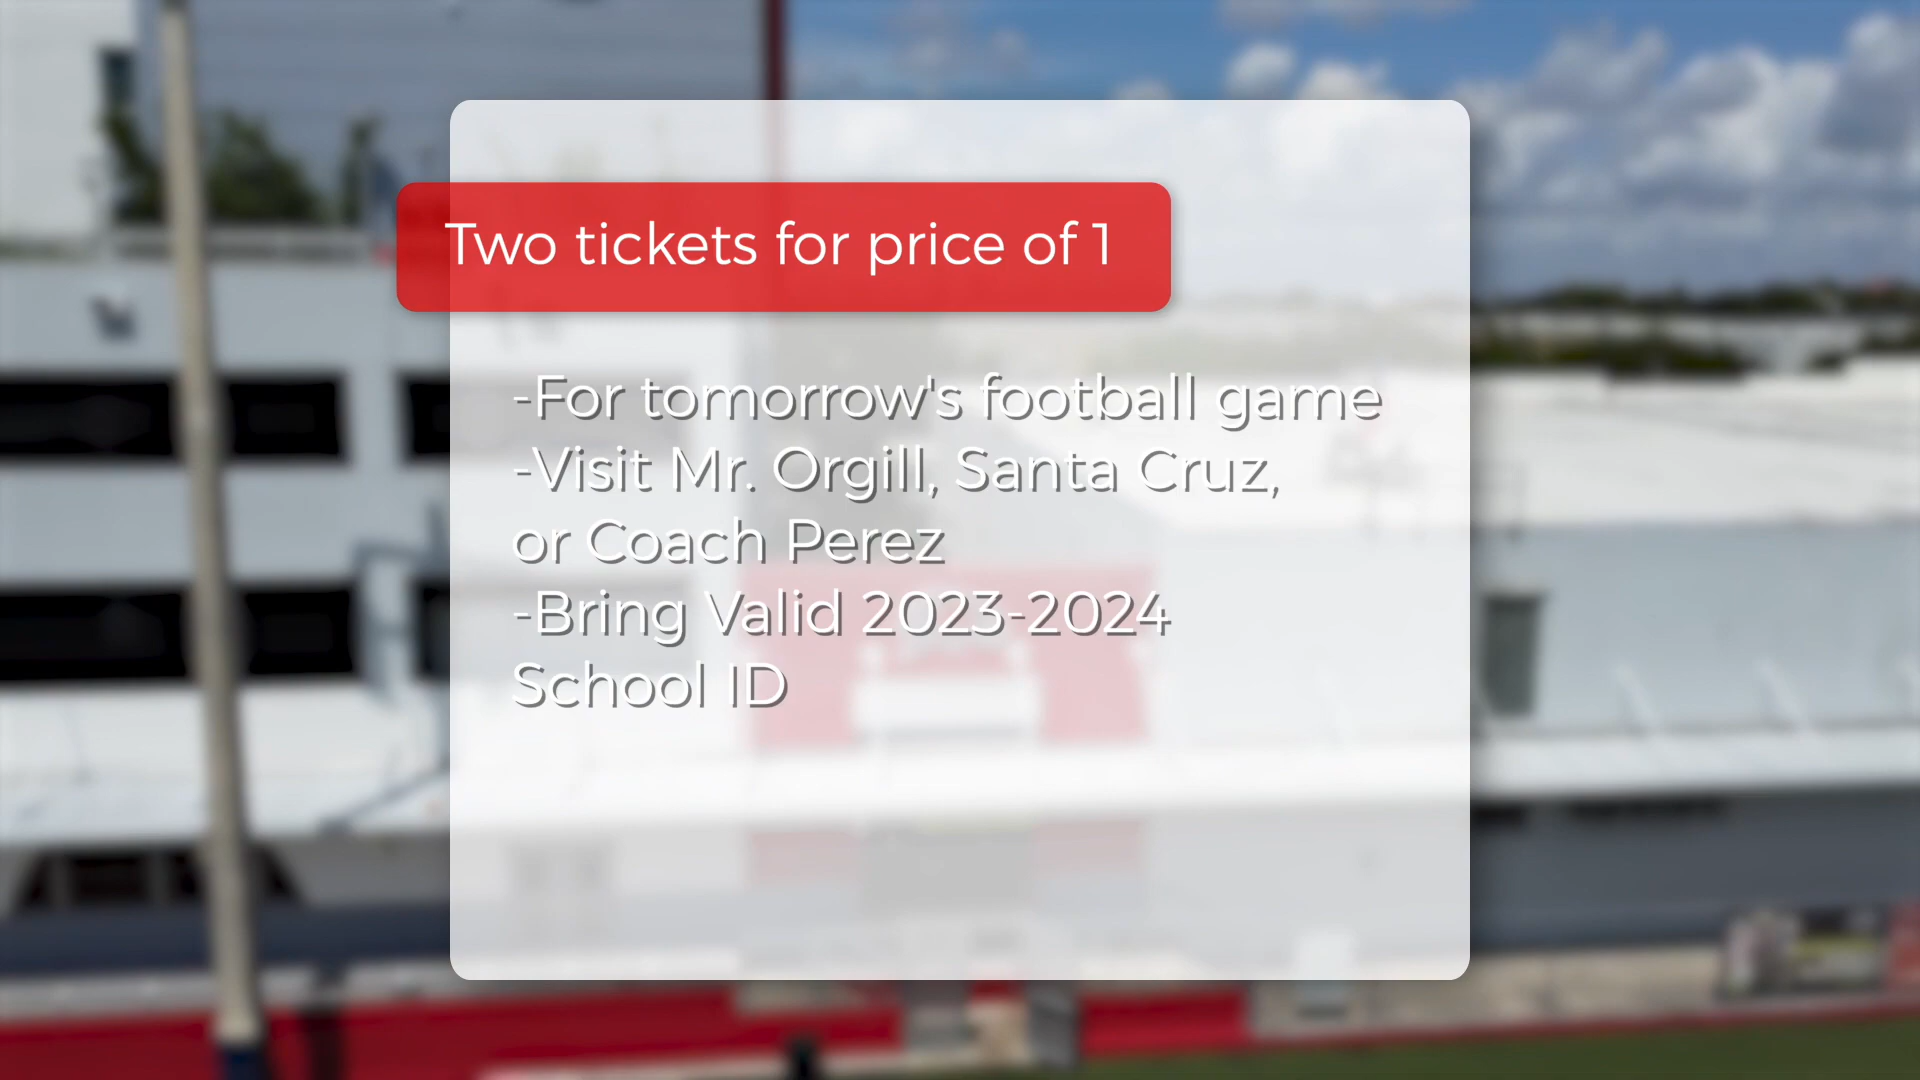 Two tickets for price of 1
-For tomorrow's football game
-Visit Mr. Orgill, Santa Cruz,
or Coach Perez
-Bring Valid 2023-2024
School ID